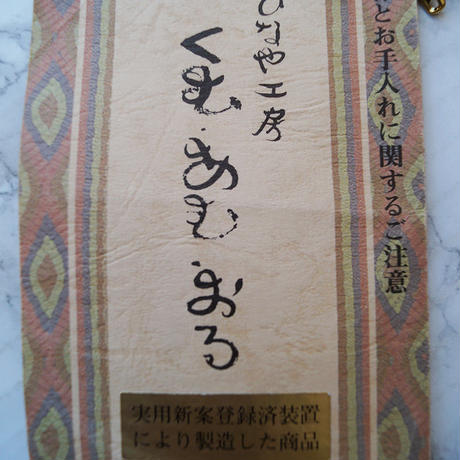 とお手入れに関するご注意
ひなや工房
くむ・あむ・おる
実用新案登録済装置
により製造した商品